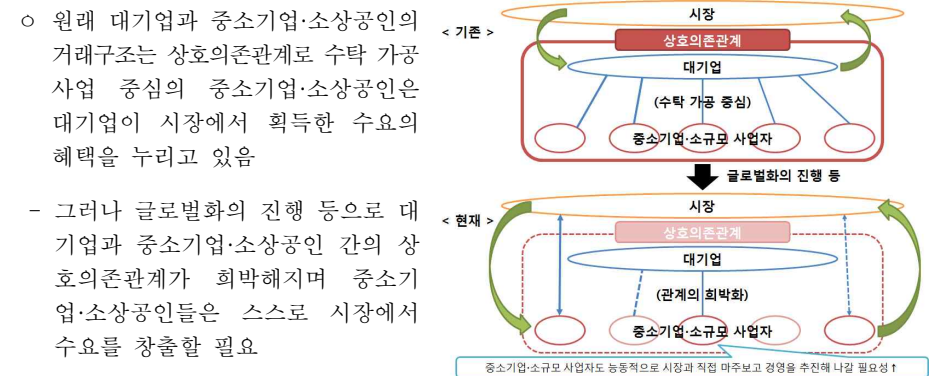 ㅇ 원래 대기업과 중소기업·소상공인의
거래구조는 상호의존관계로 수탁 가공
사업 중심의 중소기업·소상공인은
대기업이 시장에서 획득한 수요의
혜택을 누리고 있음
- 그러나 글로벌화의 진행 등으로 대
기업과 중소기업·소상공인 간의 상
호의존관계가 희박해지며 중소기
업·소상공인들은 스스로 시장에서
수요를 창출할 필요
< 기존 >
시장
상호의존관계
대기업
(수탁 가공 중심)
중소기업·소규모 사업자
글로벌화의 진행 등
< 현재 >
시장
상호의존관계
대기업
(관계의 희박화)
중소기업·소규모 사업자
중소기업·소규모 사업자도 능동적으로 시장과 직접 마주보고 경영을 추진해 나갈 필요성↑